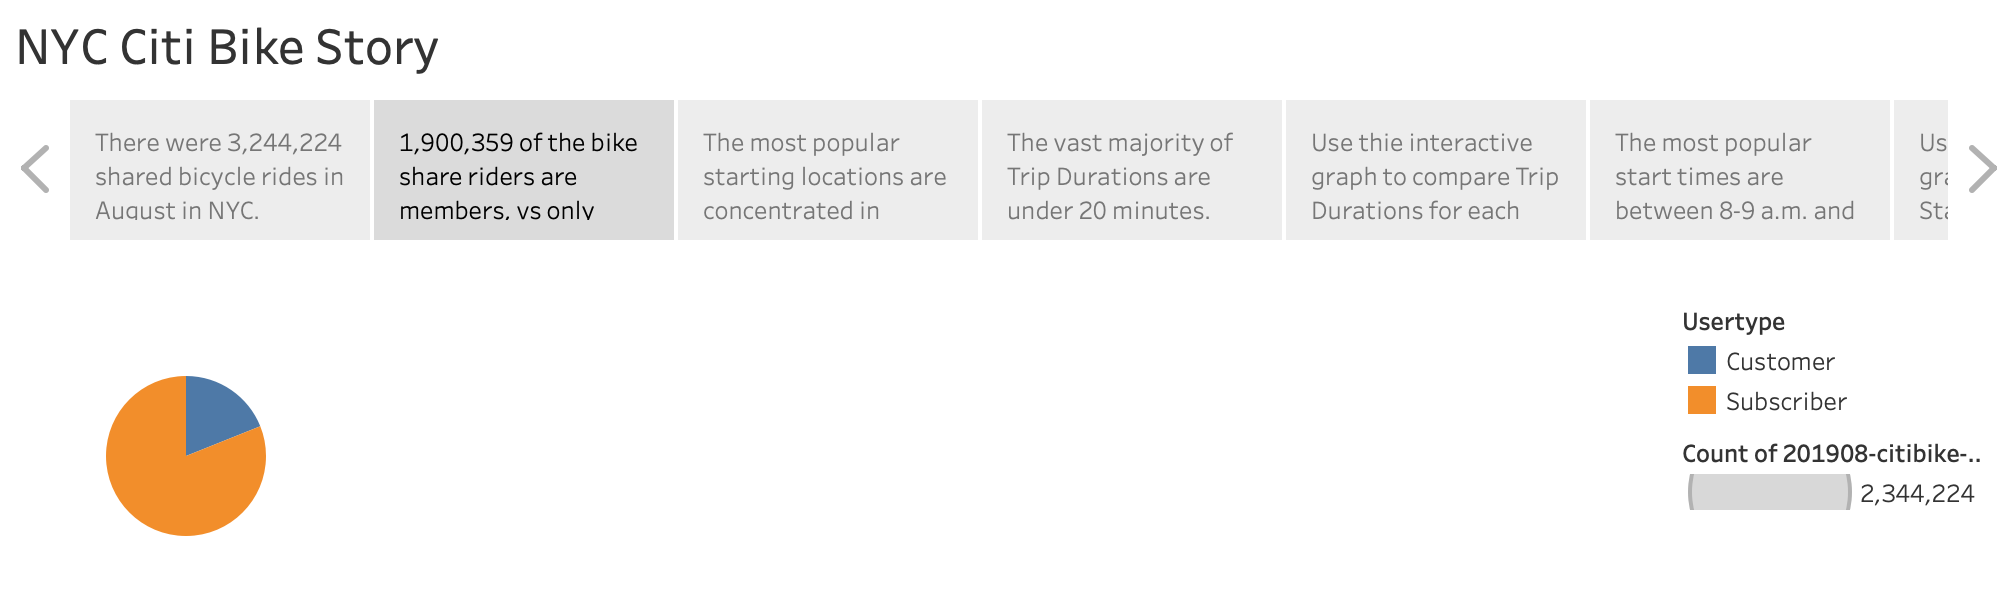 NYC Citi Bike Story
There were 3,244,224
shared bicycle rides in
August in NYC.
1,900,359 of the bike
share riders are
members, vs only
The most popular
starting locations are
concentrated in
The vast majority of
Trip Durations are
under 20 minutes.
Use thie interactive
graph to compare Trip
Durations for each
The most popular
start times are
between 8-9 a.m. and
Usertype
Customer
Subscriber
Count of 201908-citibike-..
2,344,224